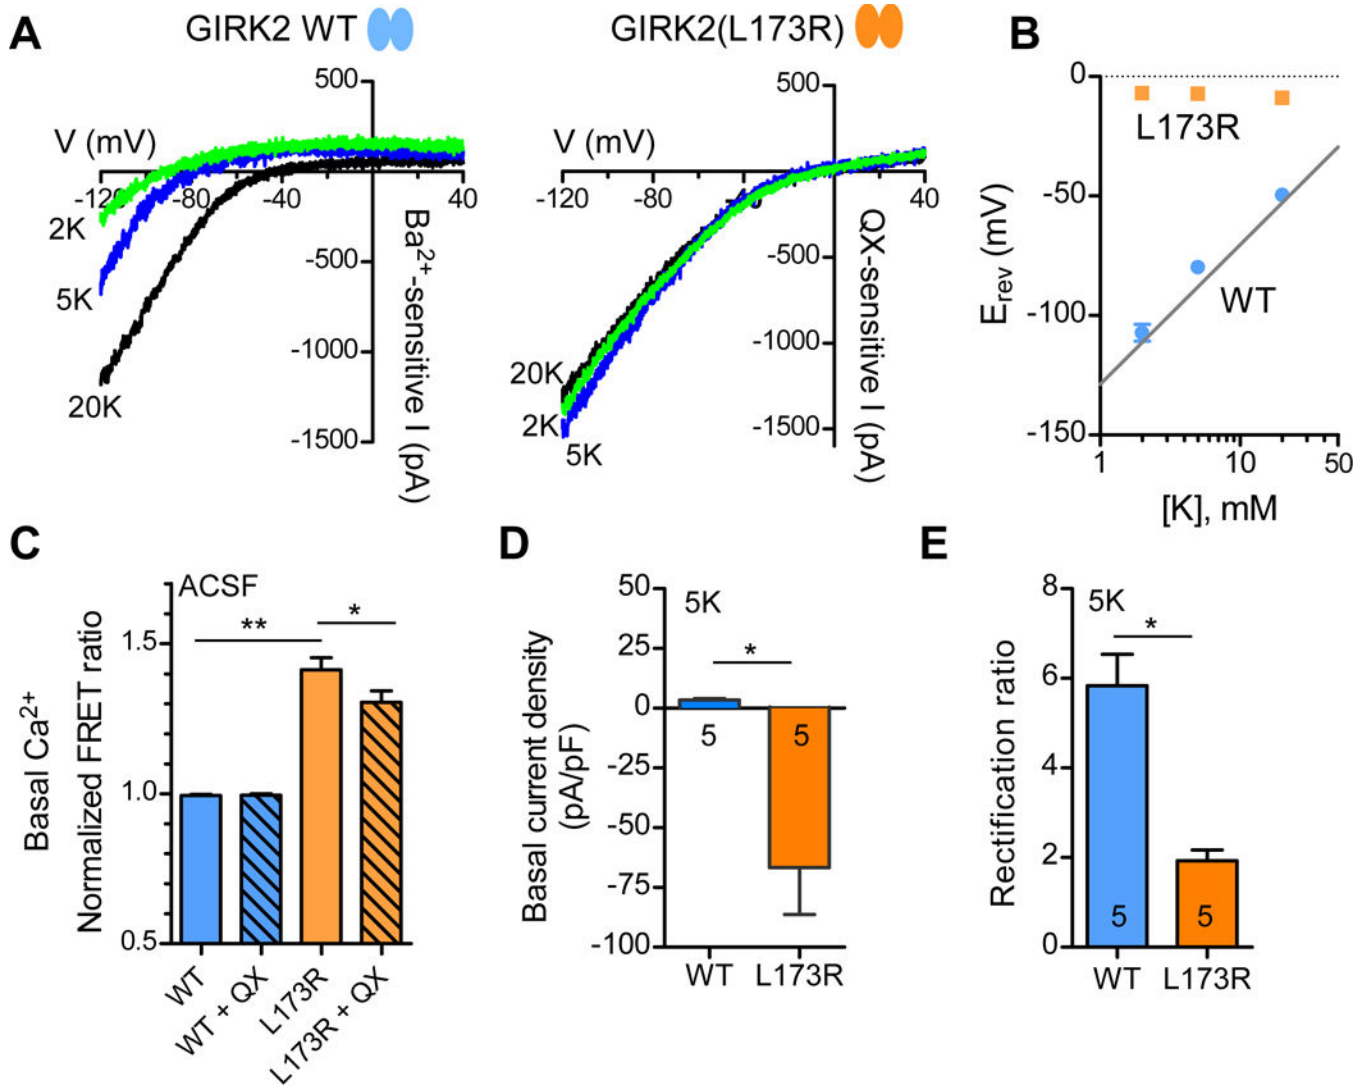 A
GIRK2 WT
GIRK2(L173R)
B
V (mV)
500
-120
-80
-40
0
40
-500
-1000
-1500
2K
5K
20K
Ba²⁺-sensitive I (pA)
V (mV)
500
-120
-80
-40
0
40
-500
-1000
-1500
20K
2K
5K
QX-sensitive I (pA)
0
-50
-100
-150
Erev (mV)
L173R
WT
1
10
50
[K], mM
C
ACSF
**
*
1.5
1.0
0.5
Basal Ca²⁺
Normalized FRET ratio
WT
WT + QX
L173R
L173R + QX
D
5K
*
50
25
0
-25
-50
-75
-100
Basal current density
(pA/pF)
5
5
WT
L173R
E
5K
*
8
6
4
2
0
Rectification ratio
5
5
WT
L173R